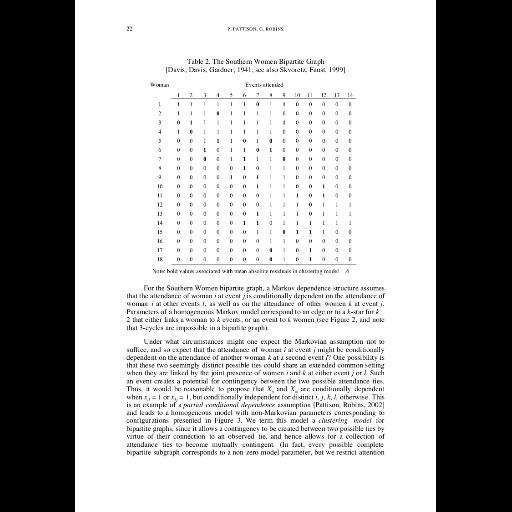 22
P. PATTISON, G. ROBINS
Table 2. The Southern Women Bipartite Graph
[Davis, Davis, Gardner, 1941; see also Skvoretz, Faust, 1999]
Woman Events attended
1 2 3 4 5 6 7 8 9 10 11 12 13 14
1 1 1 1 1 1 1 0 1 1 0 0 0 0 0
2 1 1 1 0 1 1 1 1 0 0 0 0 0 0
3 0 1 1 1 1 1 1 1 1 0 0 0 0 0
4 1 0 1 1 1 1 1 1 0 0 0 0 0 0
5 0 0 1 1 1 0 1 0 0 0 0 0 0 0
6 0 0 1 0 1 1 0 1 0 0 0 0 0 0
7 0 0 0 0 1 1 1 1 0 0 0 0 0 0
8 0 0 0 0 0 1 0 1 1 0 0 0 0 0
9 0 0 0 0 1 0 1 1 1 0 0 0 0 0
10 0 0 0 0 0 0 1 1 1 0 0 1 0 0
11 0 0 0 0 0 0 0 1 1 1 0 1 0 0
12 0 0 0 0 0 0 0 1 1 1 0 1 1 1
13 0 0 0 0 0 0 1 1 1 1 0 1 1 1
14 0 0 0 0 0 1 1 0 1 1 1 1 1 1
15 0 0 0 0 0 0 1 1 0 1 1 1 0 0
16 0 0 0 0 0 0 0 1 1 0 0 0 0 0
17 0 0 0 0 0 0 0 0 1 0 1 0 0 0
18 0 0 0 0 0 0 0 0 1 0 1 0 0 0
Note: bold values associated with mean absolute residuals in clustering model
For the Southern Women bipartite graph, a Markov dependence structure assumes
that the attendance of woman i at event j is conditionally dependent on the attendance of
woman i at other events l, as well as on the attendance of other women k at event j.
Parameters of a homogeneous Markov model correspond to an edge or to a k-star for k
2 that either links a woman to k events, or an event to k women (see Figure 2, and note
that 3-cycles are impossible in a bipartite graph).
Under what circumstances might one expect the Markovian assumption not to
suffice, and so expect that the attendance of woman i at event j might be conditionally
dependent on the attendance of another woman k at a second event l? One possibility is
that these two seemingly distinct possible ties could share an extended common setting
when they are linked by the joint presence of women i and k at either event j or l. Such
an event creates a potential for contingency between the two possible attendance ties.
Thus, it would be reasonable to propose that Xij and Xkl are conditionally dependent
when xil = 1 or xkj = 1, but conditionally independent for distinct i, j, k, l, otherwise. This
is an example of a partial conditional dependence assumption [Pattison, Robins, 2002]
and leads to a homogeneous model with non-Markovian parameters corresponding to
configurations presented in Figure 3. We term this model a clustering model for
bipartite graphs, since it allows a contingency to be created between two possible ties by
virtue of their connection to an observed tie, and hence allows for a collection of
attendance ties to become mutually contingent. (In fact, every possible complete
bipartite subgraph corresponds to a non zero model parameter, but we restrict attention